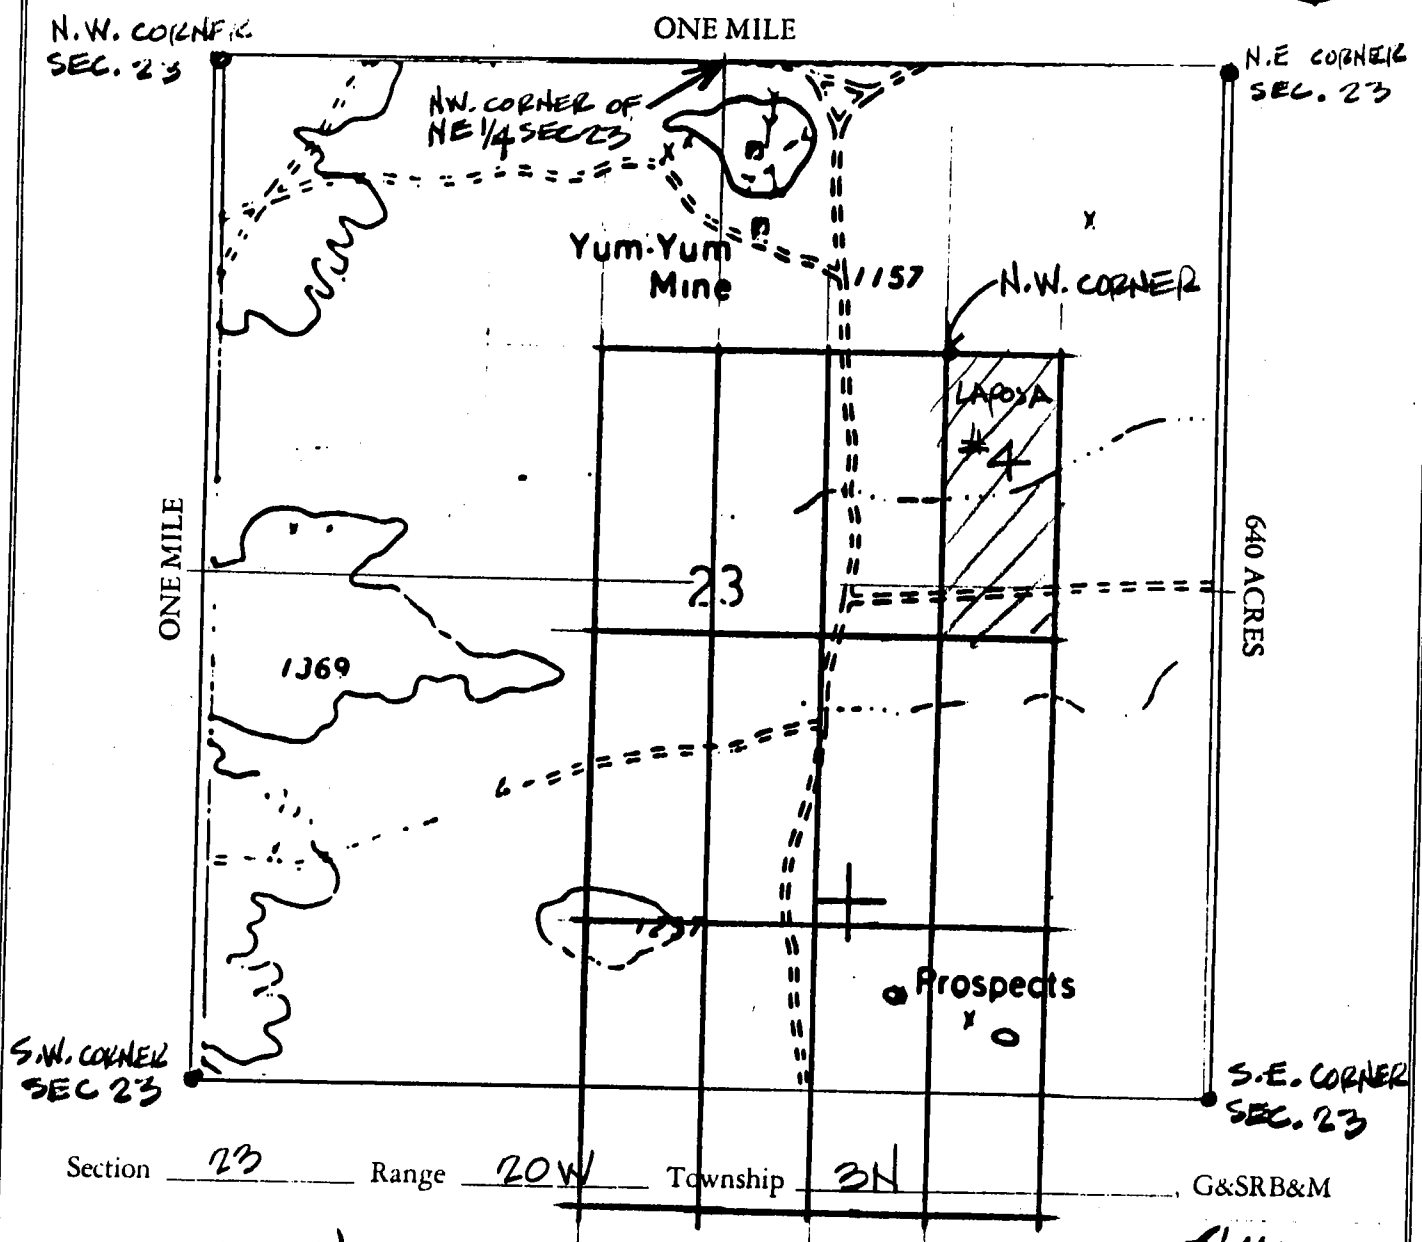 ONE MILE
N.W. CORNER
SEC. 23
N.E CORNER
SEC. 23
NW. CORNER OF
NE 1/4 SEC 23
Yum-Yum
Mine
1157
N.W. CORNER
LAPOSA
#4
ONE MILE
23
640 ACRES
1369
Prospects
S.W. CORNER
SEC 23
S.E. CORNER
SEC. 23
Section 23 Range 20W Township 3N, G&SRB&M